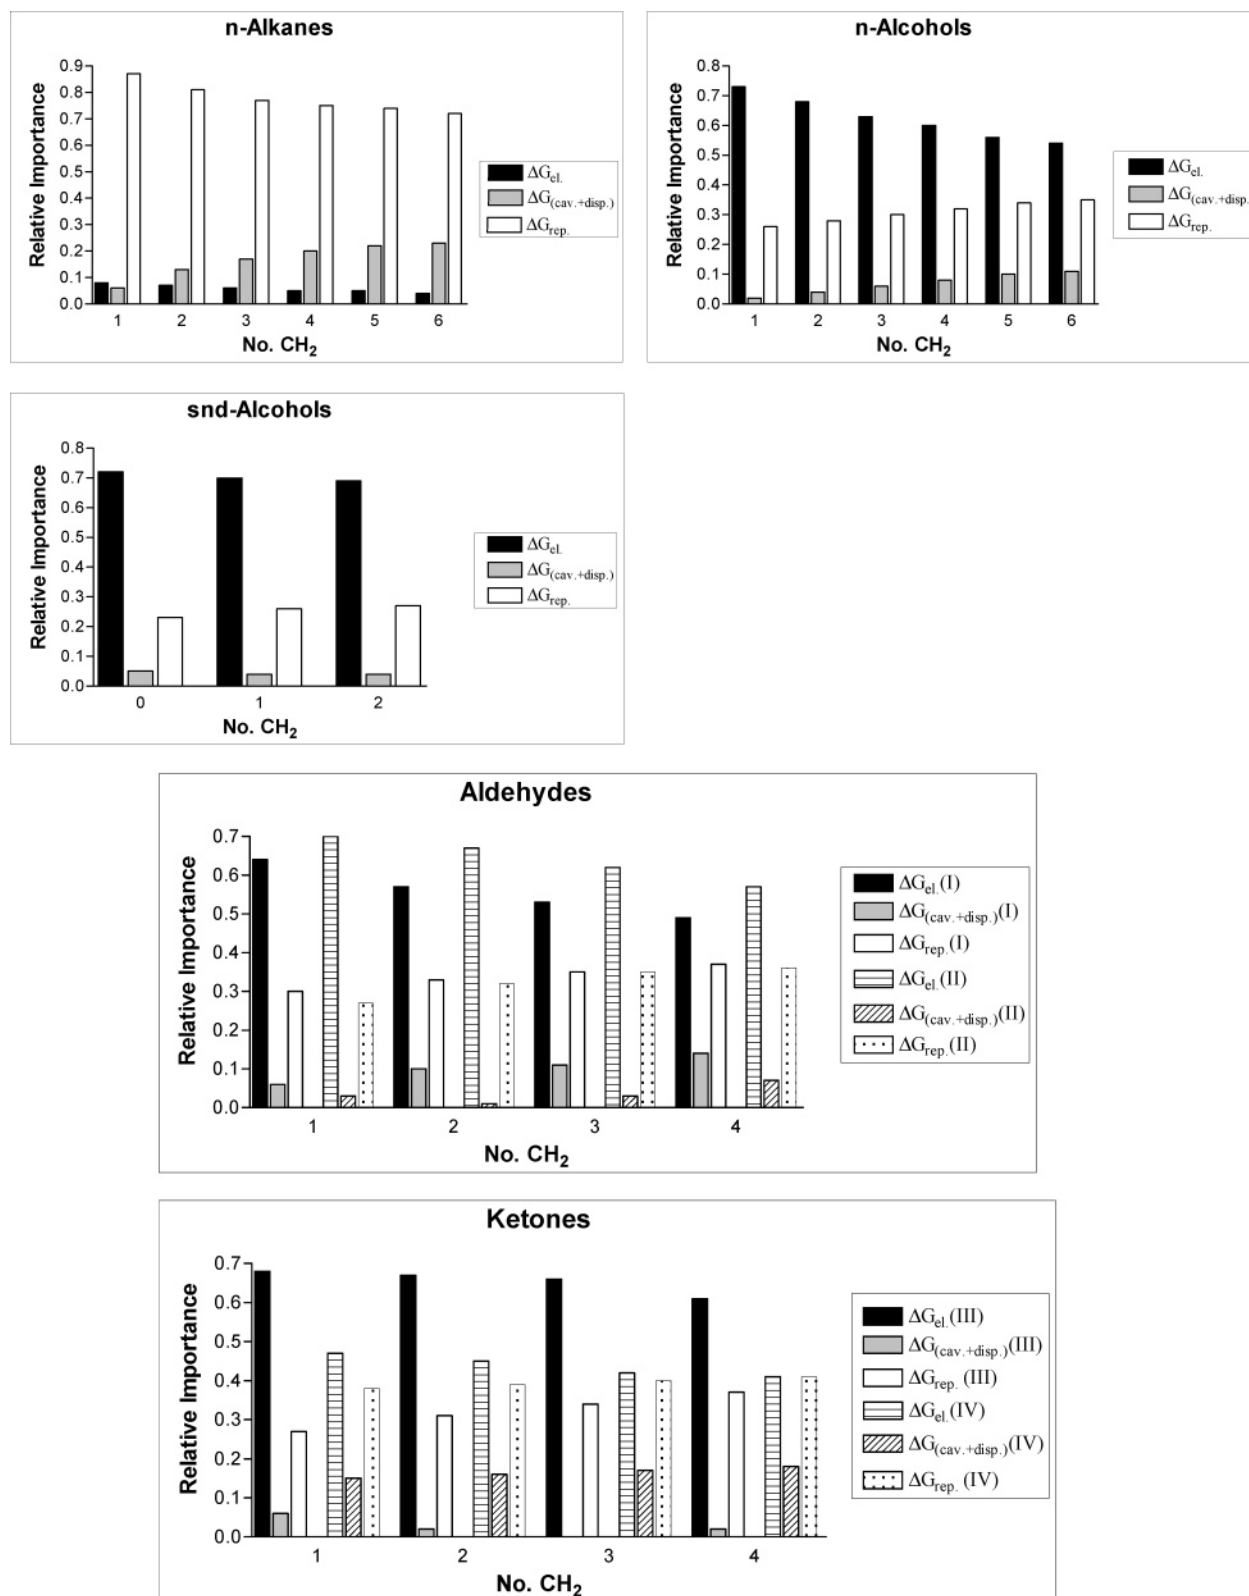 n-Alkanes
Relative Importance
0.9
0.8
0.7
0.6
0.5
0.4
0.3
0.2
0.1
0.0
1 2 3 4 5 6
No. CH2
ΔGel.
ΔG(cav.+disp.)
ΔGrep.
n-Alcohols
Relative Importance
0.8
0.7
0.6
0.5
0.4
0.3
0.2
0.1
0.0
1 2 3 4 5 6
No. CH2
ΔGel.
ΔG(cav.+disp.
ΔGrep.
snd-Alcohols
Relative Importance
0.8
0.7
0.6
0.5
0.4
0.3
0.2
0.1
0.0
0 1 2
No. CH2
ΔGel.
ΔG(cav.+disp.)
ΔGrep.
Aldehydes
Relative Importance
0.7
0.6
0.5
0.4
0.3
0.2
0.1
0.0
1 2 3 4
No. CH2
ΔGel.(I)
ΔG(cav.+disp.)(I)
ΔGrep.(I)
ΔGel.(II)
ΔG(cav.+disp.)(II)
ΔGrep.(II)
Ketones
Relative Importance
0.7
0.6
0.5
0.4
0.3
0.2
0.1
0.0
1 2 3 4
No. CH2
ΔGel.(III)
ΔG(cav.+disp.)(III)
ΔGrep. (III)
ΔGel.(IV)
ΔG(cav.+disp.)(IV)
ΔGrep. (IV)